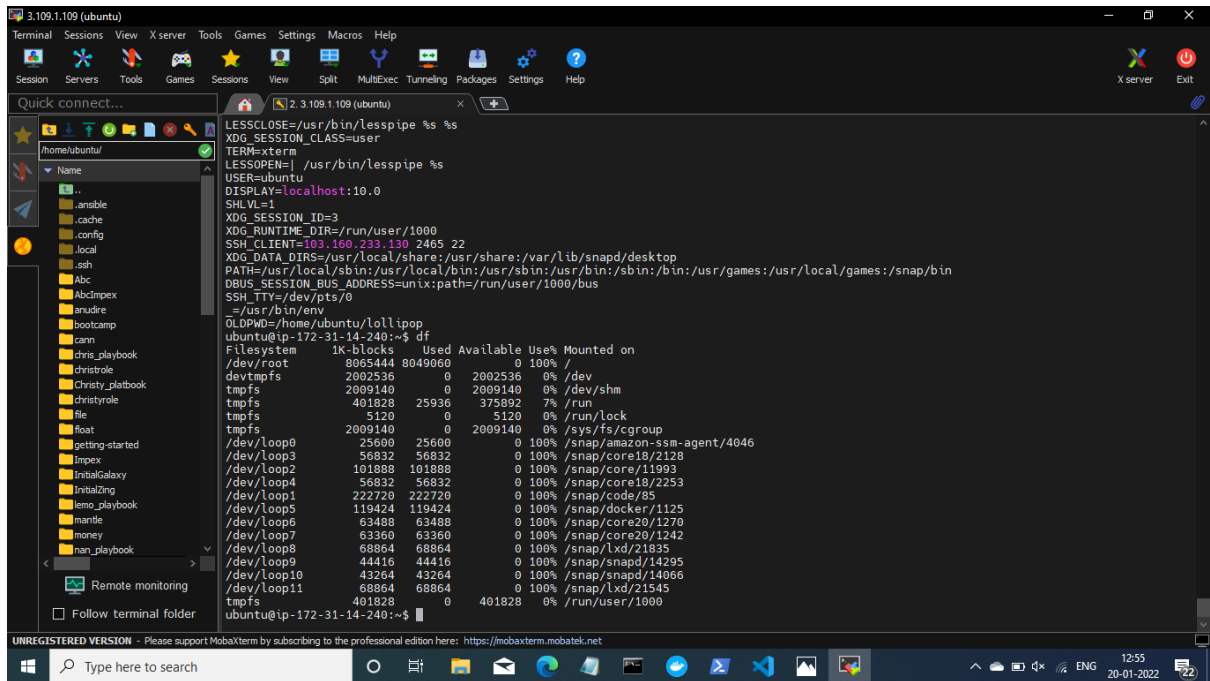 3.109.1.109 (ubuntu)
Terminal Sessions View X server Tools Games Settings Macros Help
Session Servers Tools Games Sessions View Split MultiExec Tunneling Packages Settings Help X server Exit
Quick connect...
2. 3.109.1.109 (ubuntu)
/home/ubuntu/
Name
..
.ansible
.cache
.config
.local
.ssh
Abc
AbcImpex
anudire
bootcamp
cann
chris_playbook
christrole
Christy_platbook
christyrole
file
float
getting-started
Impex
InitialGalaxy
InitialZing
lemo_playbook
mantle
money
nan_playbook
Remote monitoring
Follow terminal folder
LESSCLOSE=/usr/bin/lesspipe %s %s
XDG_SESSION_CLASS=user
TERM=xterm
LESSOPEN=| /usr/bin/lesspipe %s
USER=ubuntu
DISPLAY=localhost:10.0
SHLVL=1
XDG_SESSION_ID=3
XDG_RUNTIME_DIR=/run/user/1000
SSH_CLIENT=103.160.233.130 2465 22
XDG_DATA_DIRS=/usr/local/share:/usr/share:/var/lib/snapd/desktop
PATH=/usr/local/sbin:/usr/local/bin:/usr/sbin:/usr/bin:/sbin:/bin:/usr/games:/usr/local/games:/snap/bin
DBUS_SESSION_BUS_ADDRESS=unix:path=/run/user/1000/bus
SSH_TTY=/dev/pts/0
_=/usr/bin/env
OLDPWD=/home/ubuntu/lollipop
ubuntu@ip-172-31-14-240:~$ df
Filesystem 1K-blocks Used Available Use% Mounted on
/dev/root 8065444 8049060 0 100% /
devtmpfs 2002536 0 2002536 0% /dev
tmpfs 2009140 0 2009140 0% /dev/shm
tmpfs 401828 25936 375892 7% /run
tmpfs 5120 0 5120 0% /run/lock
tmpfs 2009140 0 2009140 0% /sys/fs/cgroup
/dev/loop0 25600 25600 0 100% /snap/amazon-ssm-agent/4046
/dev/loop3 56832 56832 0 100% /snap/core18/2128
/dev/loop2 101888 101888 0 100% /snap/core/11993
/dev/loop4 56832 56832 0 100% /snap/core18/2253
/dev/loop1 222720 222720 0 100% /snap/code/85
/dev/loop5 119424 119424 0 100% /snap/docker/1125
/dev/loop6 63488 63488 0 100% /snap/core20/1270
/dev/loop7 63360 63360 0 100% /snap/core20/1242
/dev/loop8 68864 68864 0 100% /snap/lxd/21835
/dev/loop9 44416 44416 0 100% /snap/snapd/14295
/dev/loop10 43264 43264 0 100% /snap/snapd/14066
/dev/loop11 68864 68864 0 100% /snap/lxd/21545
tmpfs 401828 0 401828 0% /run/user/1000
ubuntu@ip-172-31-14-240:~$
UNREGISTERED VERSION - Please support MobaXterm by subscribing to the professional edition here: https://mobaxterm.mobatek.net
Type here to search
ENG
12:55
20-01-2022
22